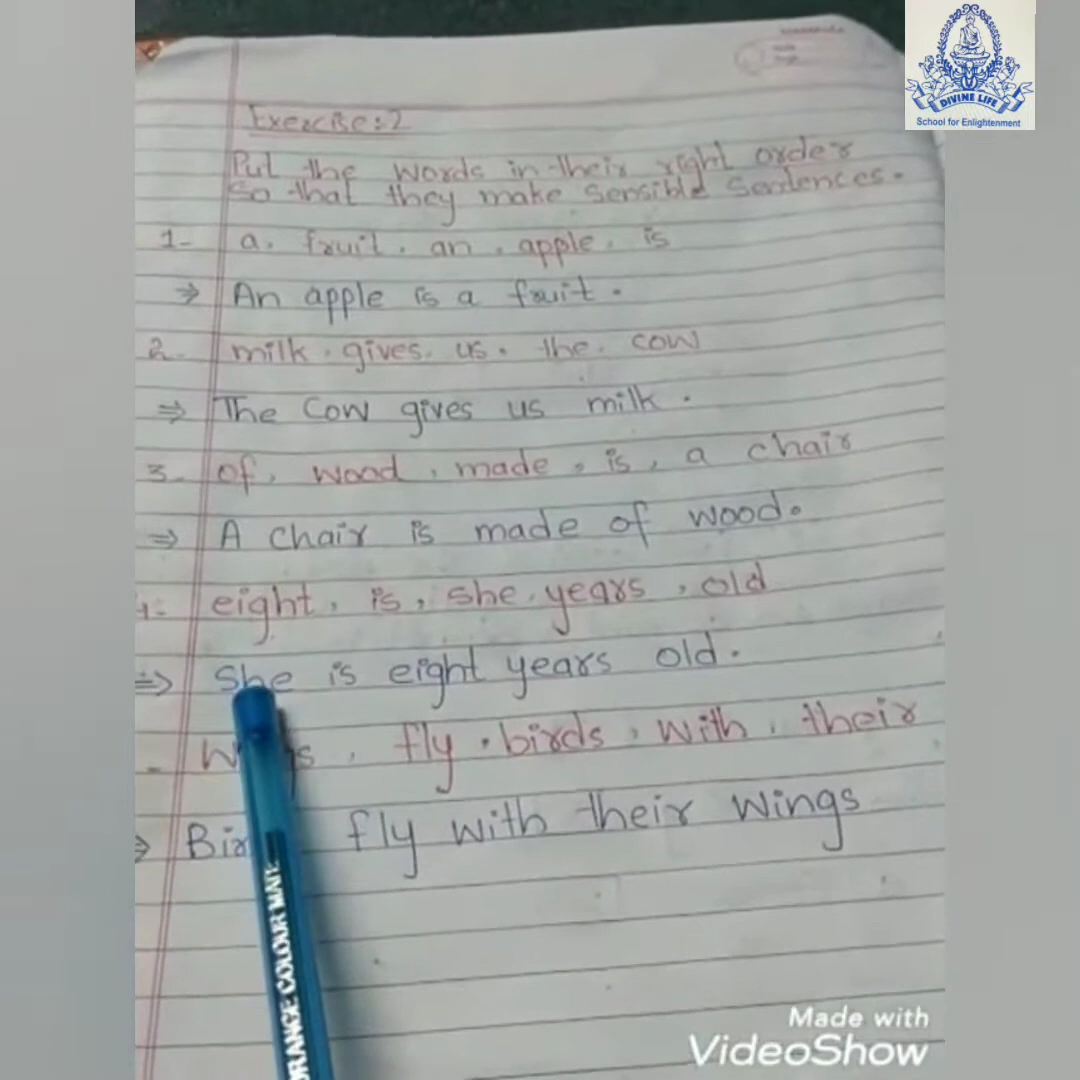 DIVINE LIFE
School for Enlightenment
Exercise:2
Put the words in their right order
so that they make sensible sentences.
1- a, fruit, an, apple, is
⇒ An apple is a fruit.
2- milk, gives, us, the, cow
⇒ The cow gives us milk.
3- of, wood, made, is, a chair
⇒ A chair is made of wood.
4- eight, is, she, years, old
⇒ She is eight years old.
fly, birds, with, their
fly with their wings
ORANGE COLOUR MATE
Made with
VideoShow